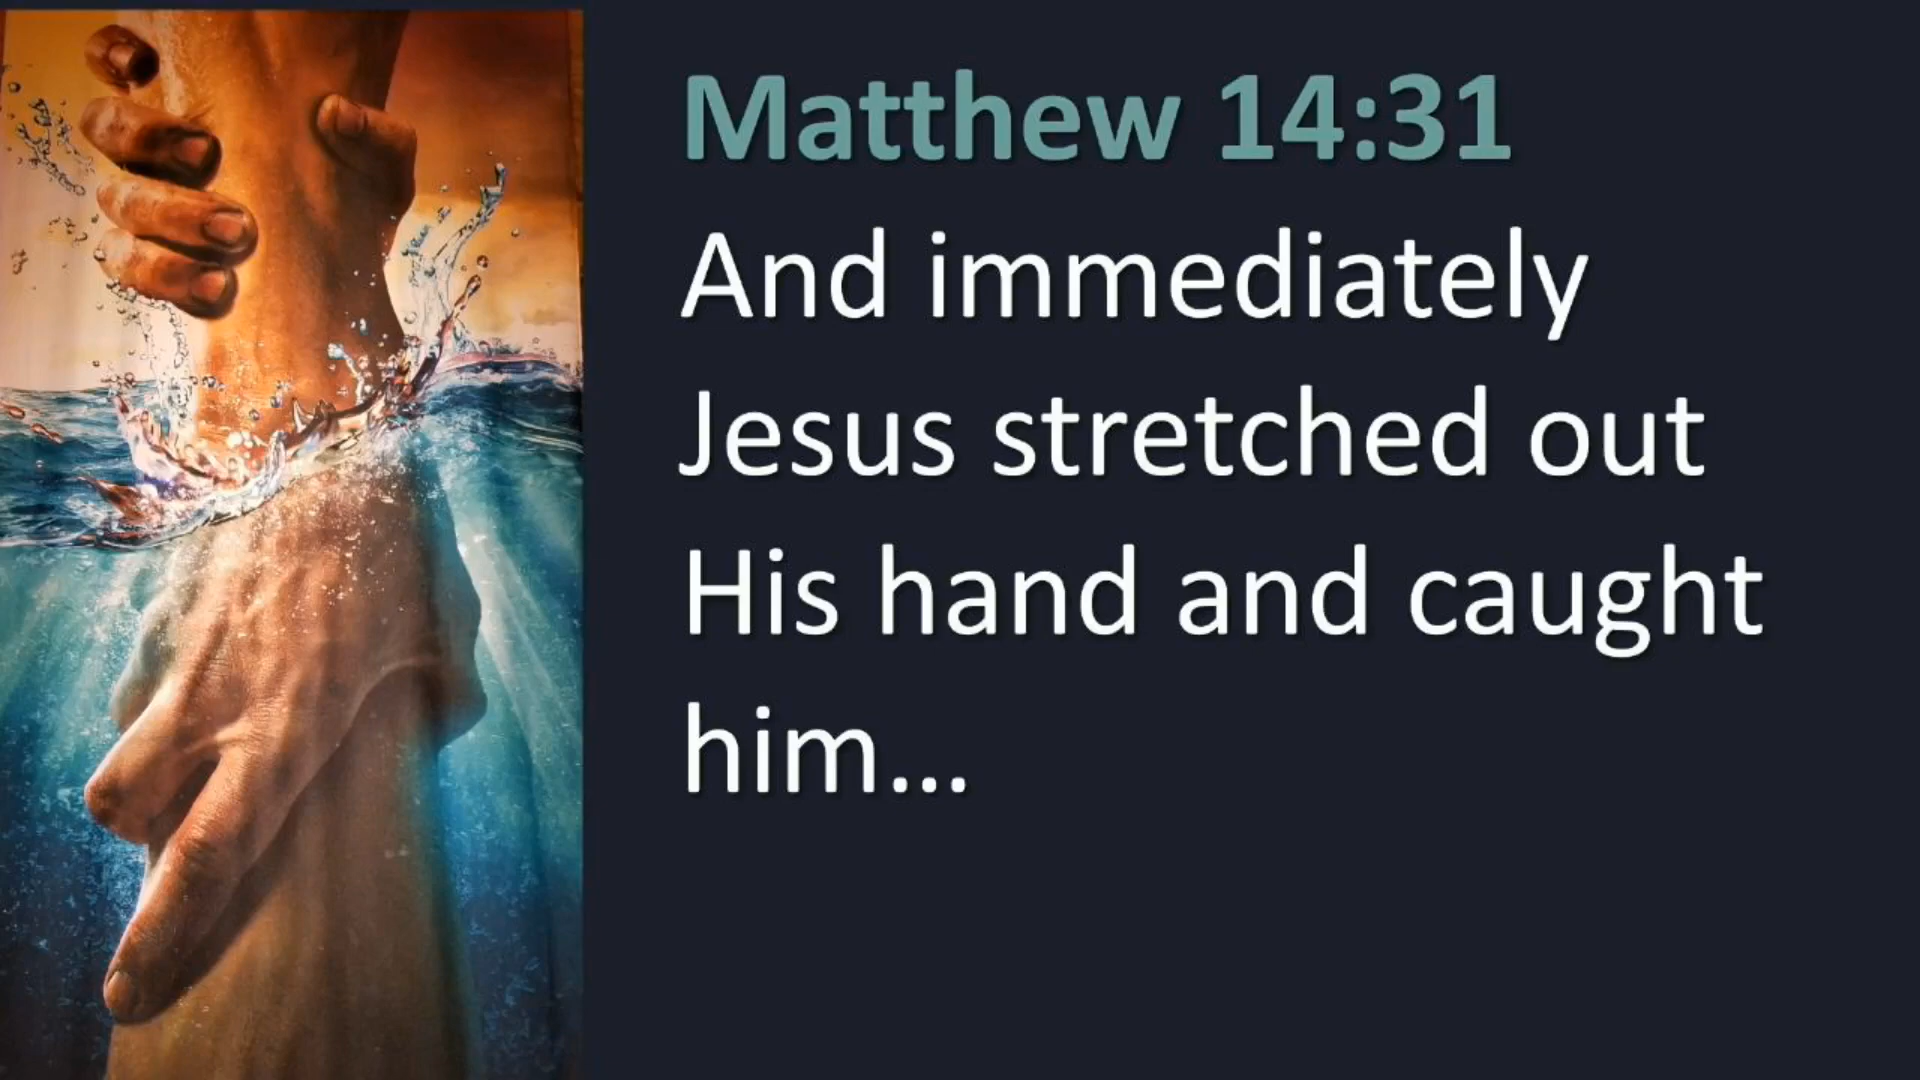 Matthew 14:31
And immediately
Jesus stretched out
His hand and caught
him...